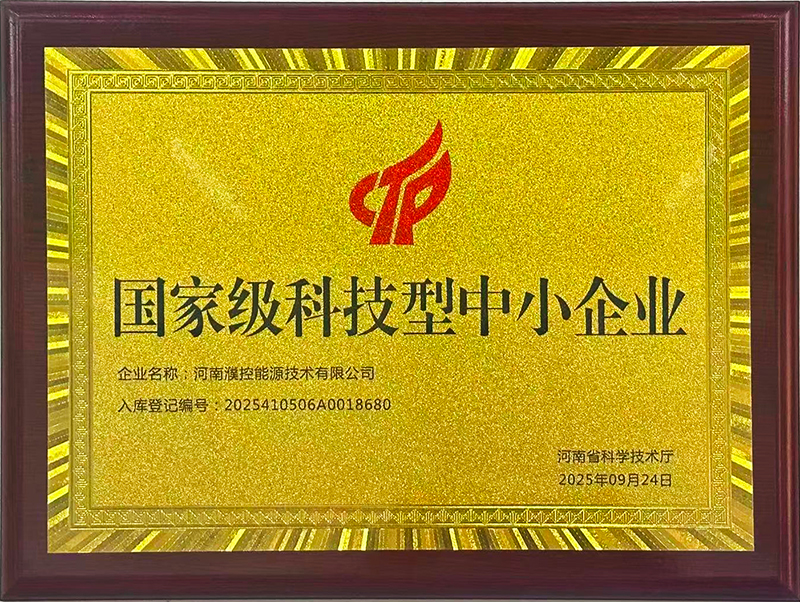 国家级科技型中小企业
企业名称：河南濮控能源技术有限公司
入库登记编号：2025410506A0018680
河南省科学技术厅
2025年09月24日